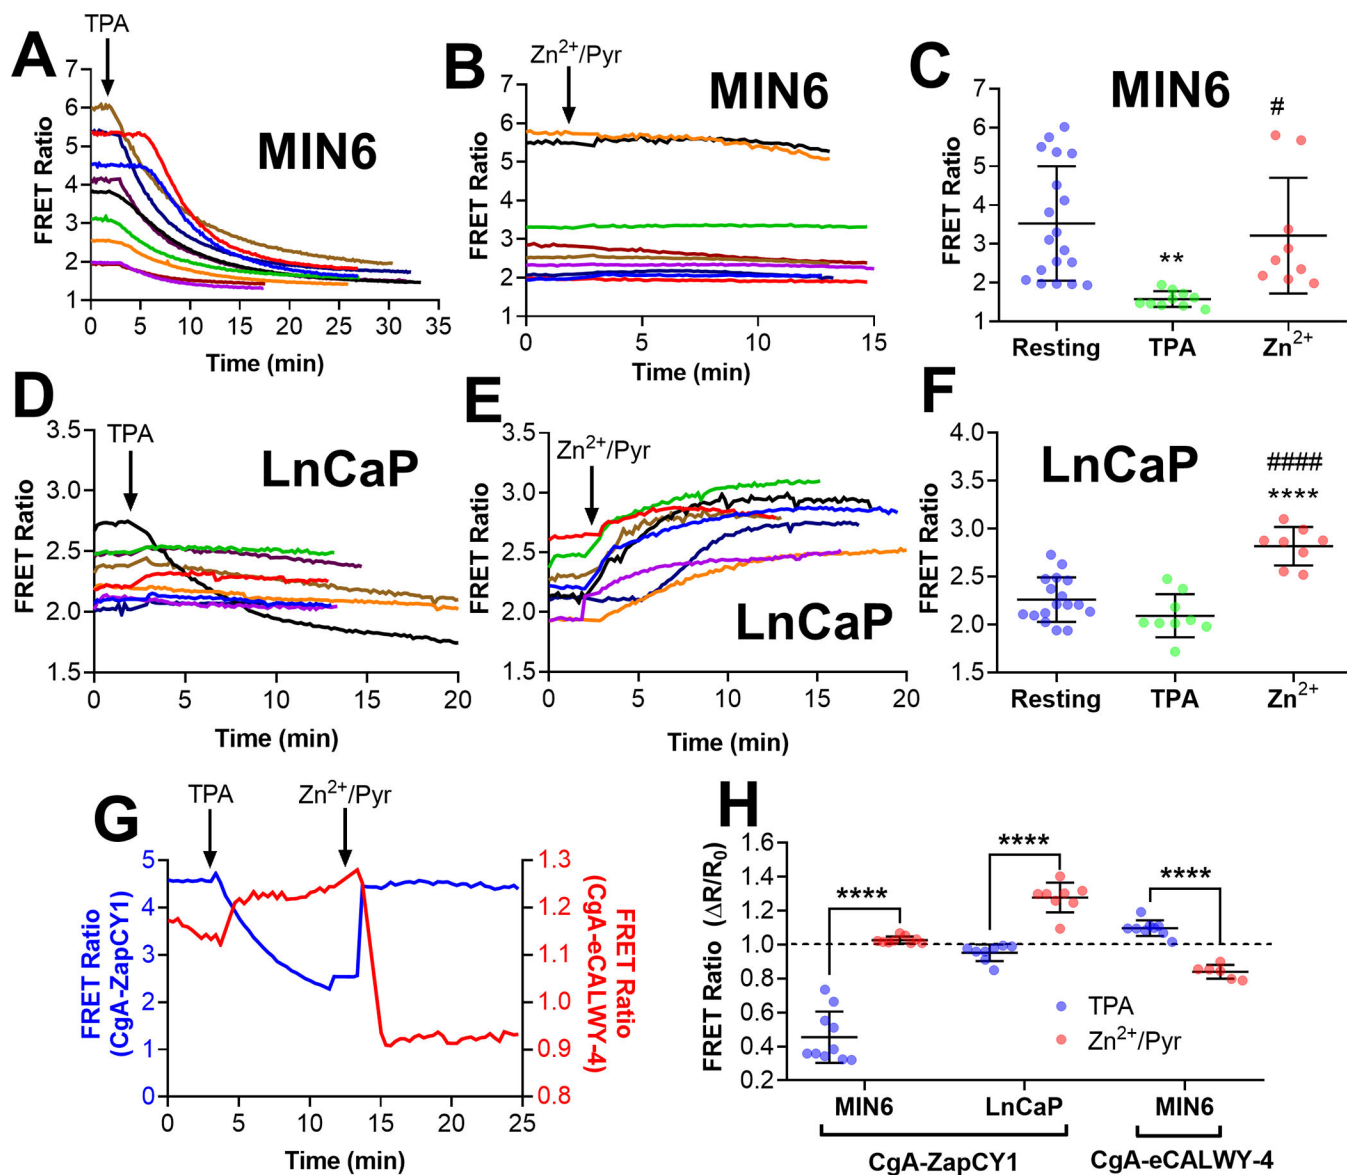 A
TPA
MIN6
FRET Ratio
7
6
5
4
3
2
1
0 5 10 15 20 25 30 35
Time (min)
B
Zn²⁺/Pyr
MIN6
FRET Ratio
7
6
5
4
3
2
1
0 5 10 15
Time (min)
C
MIN6
FRET Ratio
7
6
5
4
3
2
1
**
#
Resting TPA Zn²⁺
D
TPA
LnCaP
FRET Ratio
3.5
3.0
2.5
2.0
1.5
0 5 10 15 20
Time (min)
E
Zn²⁺/Pyr
LnCaP
FRET Ratio
3.5
3.0
2.5
2.0
1.5
0 5 10 15 20
Time (min)
F
LnCaP
FRET Ratio
4.0
3.5
3.0
2.5
2.0
1.5
####
****
Resting TPA Zn²⁺
G
TPA Zn²⁺/Pyr
FRET Ratio
(CgA-ZapCY1)
5
4
3
2
1
0
1.3
1.2
1.1
1.0
0.9
0.8
FRET Ratio
(CgA-eCALWY-4)
0 5 10 15 20 25
Time (min)
H
FRET Ratio (ΔR/R₀)
1.6
1.4
1.2
1.0
0.8
0.6
0.4
0.2
**** **** ****
TPA
Zn²⁺/Pyr
MIN6 LnCaP MIN6
CgA-ZapCY1 CgA-eCALWY-4